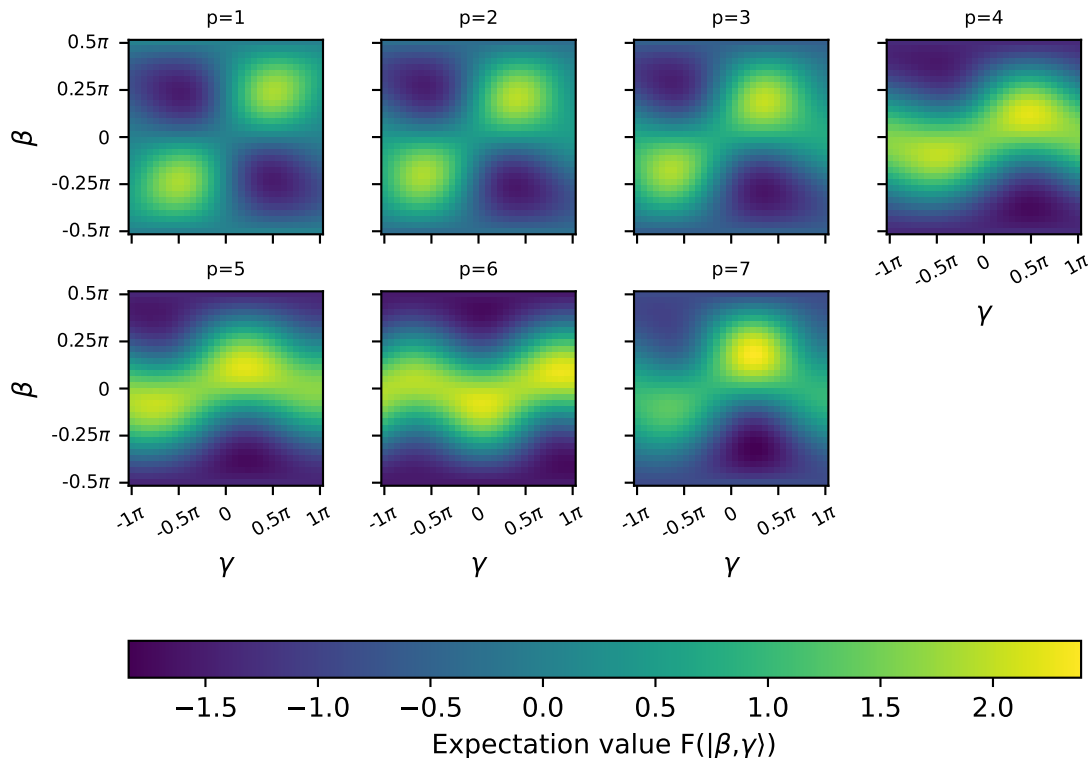 p=1 p=2 p=3 p=4
0.5π
0.25π
0
-0.25π
-0.5π
β
-1π -0.5π 0 0.5π 1π
γ
p=5 p=6 p=7
0.5π
0.25π
0
-0.25π
-0.5π
β
-1π -0.5π 0 0.5π 1π -1π -0.5π 0 0.5π 1π -1π -0.5π 0 0.5π 1π
γ γ γ
−1.5 −1.0 −0.5 0.0 0.5 1.0 1.5 2.0
Expectation value F(|β,γ⟩)